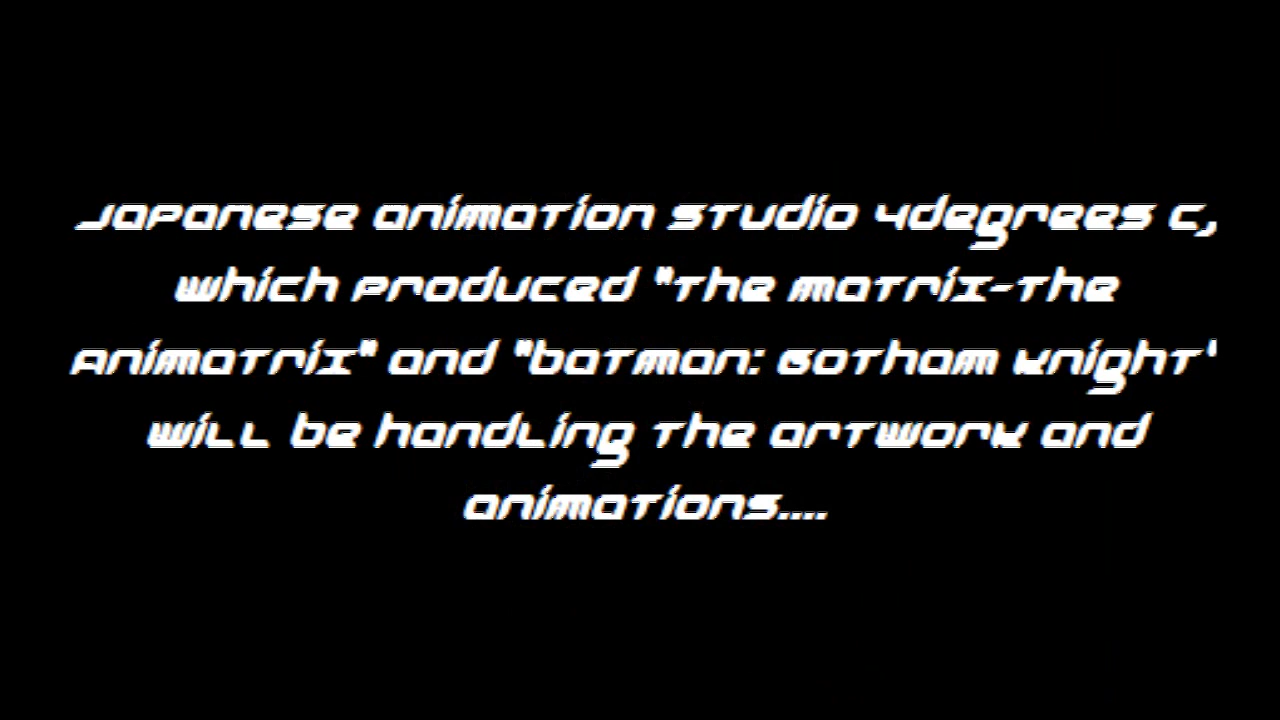 Japanese animation studio 4degrees c,
which produced "the matrix-the
Animatrix" and "batman: Gotham Knight'
will be handling the artwork and
animations....